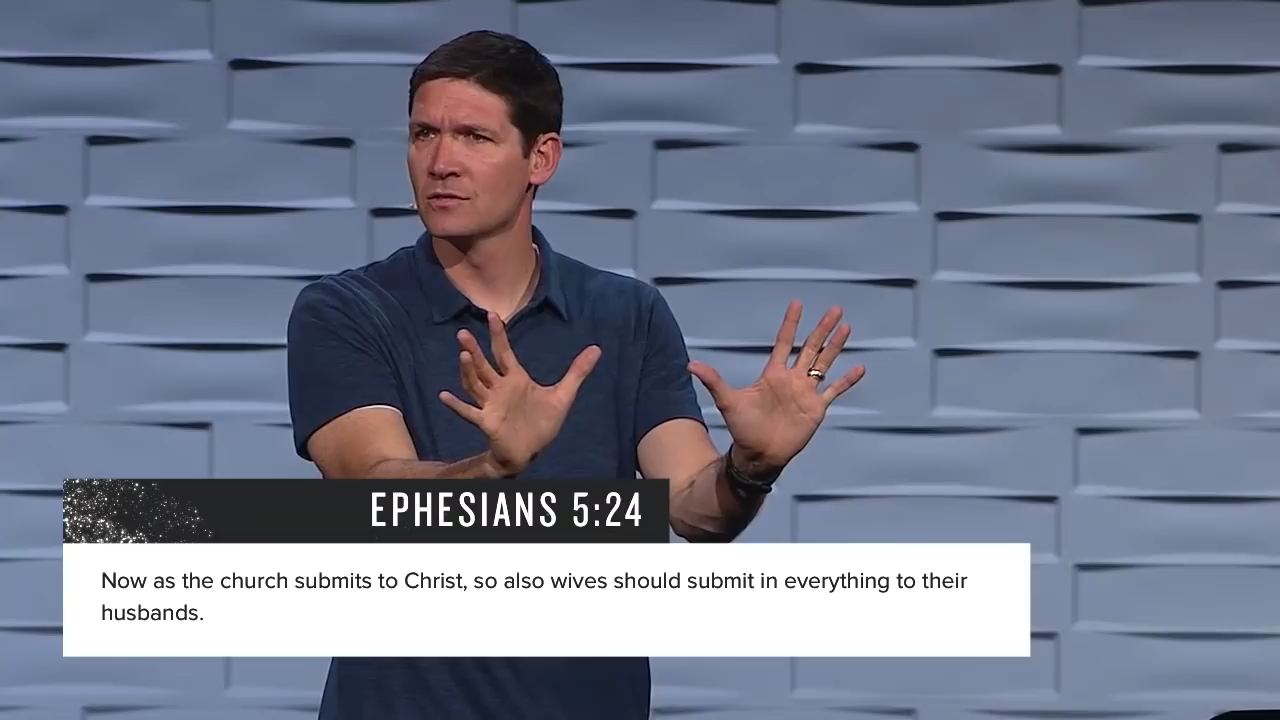 EPHESIANS 5:24
Now as the church submits to Christ, so also wives should submit in everything to their
husbands.